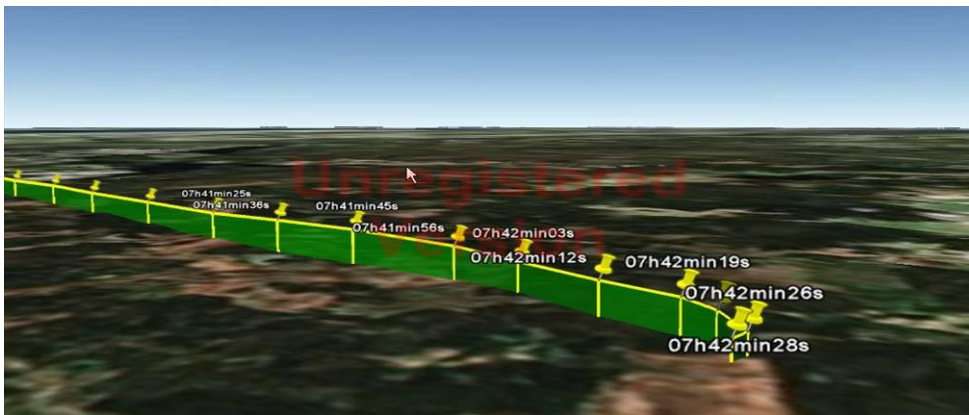 07h41min25s
07h41min36s
07h41min45s
07h41min56s
07h42min03s
07h42min12s
07h42min19s
07h42min26s
07h42min28s
Unregistered
Version